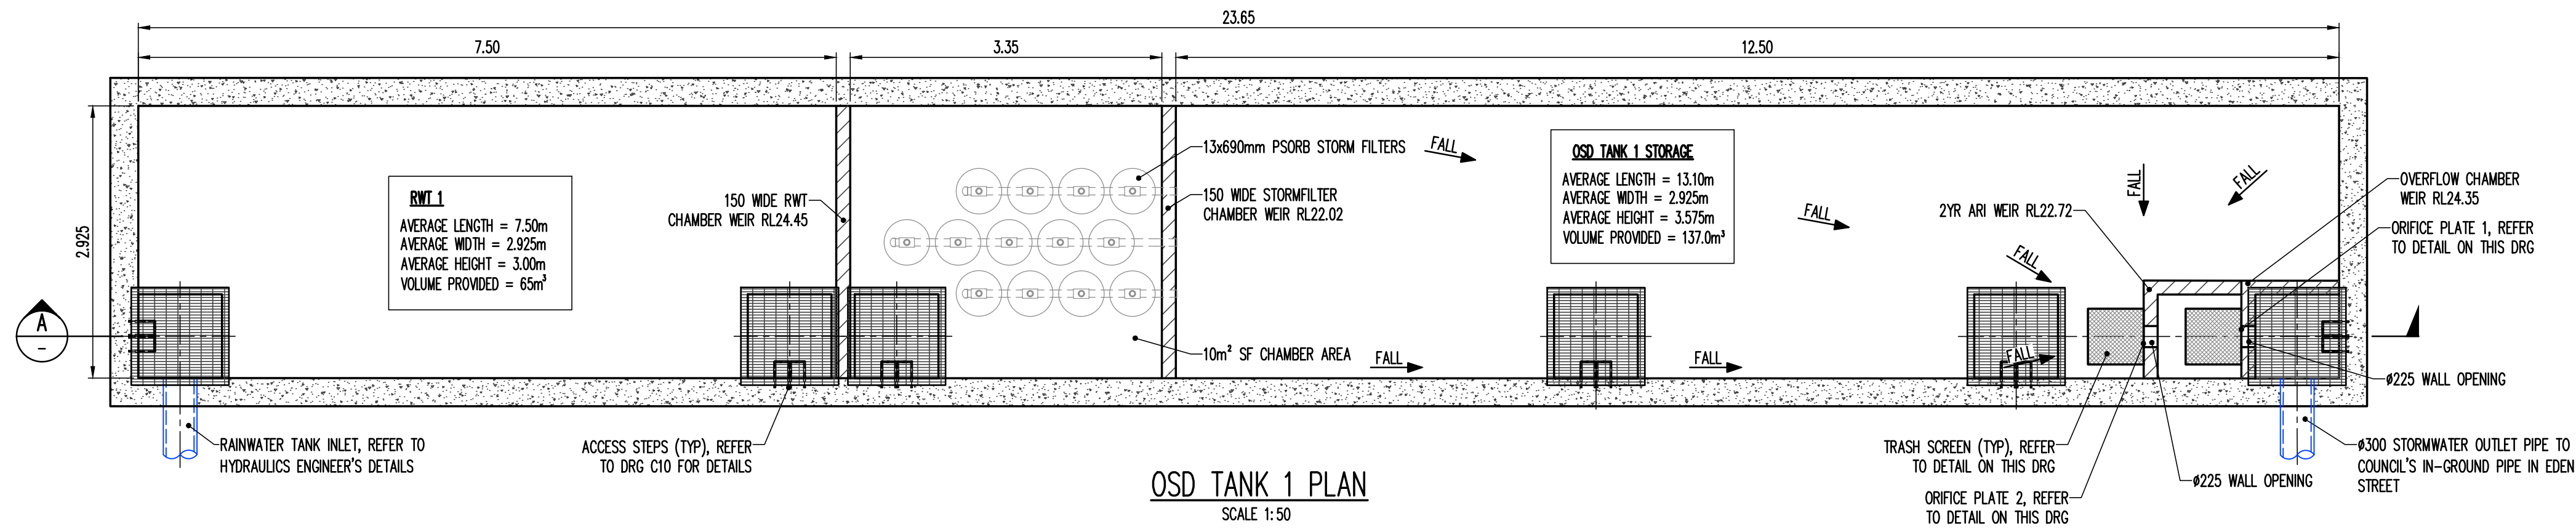 23.65
7.50
3.35
12.50
2.925
RWT 1
AVERAGE LENGTH = 7.50m
AVERAGE WIDTH = 2.925m
AVERAGE HEIGHT = 3.00m
VOLUME PROVIDED = 65m³
150 WIDE RWT
CHAMBER WEIR RL24.45
13x690mm PSORB STORM FILTERS
150 WIDE STORMFILTER
CHAMBER WEIR RL22.02
10m² SF CHAMBER AREA
FALL
OSD TANK 1 STORAGE
AVERAGE LENGTH = 13.10m
AVERAGE WIDTH = 2.925m
AVERAGE HEIGHT = 3.575m
VOLUME PROVIDED = 137.0m³
FALL
FALL
FALL
FALL
FALL
FALL
FALL
2YR ARI WEIR RL22.72
OVERFLOW CHAMBER
WEIR RL24.35
ORIFICE PLATE 1, REFER
TO DETAIL ON THIS DRG
Ø225 WALL OPENING
A
-
RAINWATER TANK INLET, REFER TO
HYDRAULICS ENGINEER'S DETAILS
ACCESS STEPS (TYP), REFER
TO DRG C10 FOR DETAILS
TRASH SCREEN (TYP), REFER
TO DETAIL ON THIS DRG
ORIFICE PLATE 2, REFER
TO DETAIL ON THIS DRG
Ø225 WALL OPENING
Ø300 STORMWATER OUTLET PIPE TO
COUNCIL'S IN-GROUND PIPE IN EDEN
STREET
OSD TANK 1 PLAN
SCALE 1:50